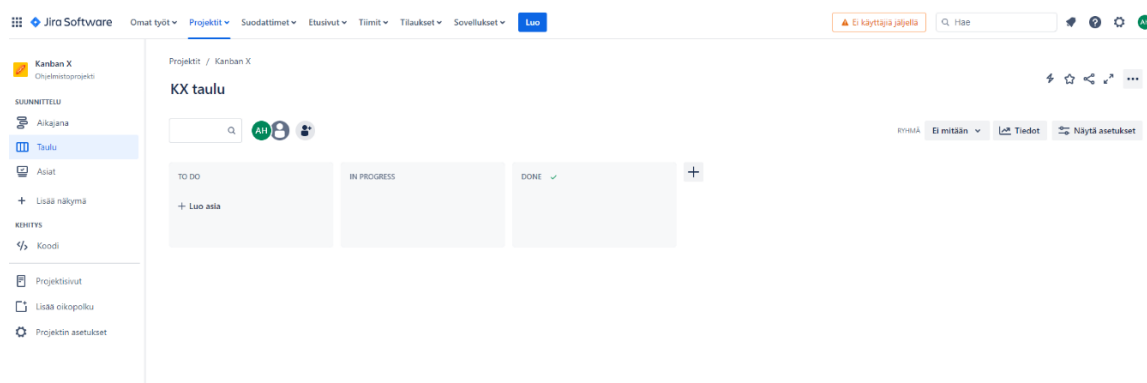 Jira Software Omat työt Projektit Suodattimet Etusivut Tiimit Tilaukset Sovellukset Luo Ei käyttäjiä jäljellä Hae
Kanban X
Ohjelmistoprojekti
SUUNNITTELU
Aikajana
Taulu
Asiat
+ Lisää näkymä
KEHITYS
</> Koodi
Projektisivut
Lisää oikopolku
Projektin asetukset
Projektit / Kanban X
KX taulu
AH
RYHMÄ Ei mitään Tiedot Näytä asetukset
TO DO IN PROGRESS DONE
+ Luo asia